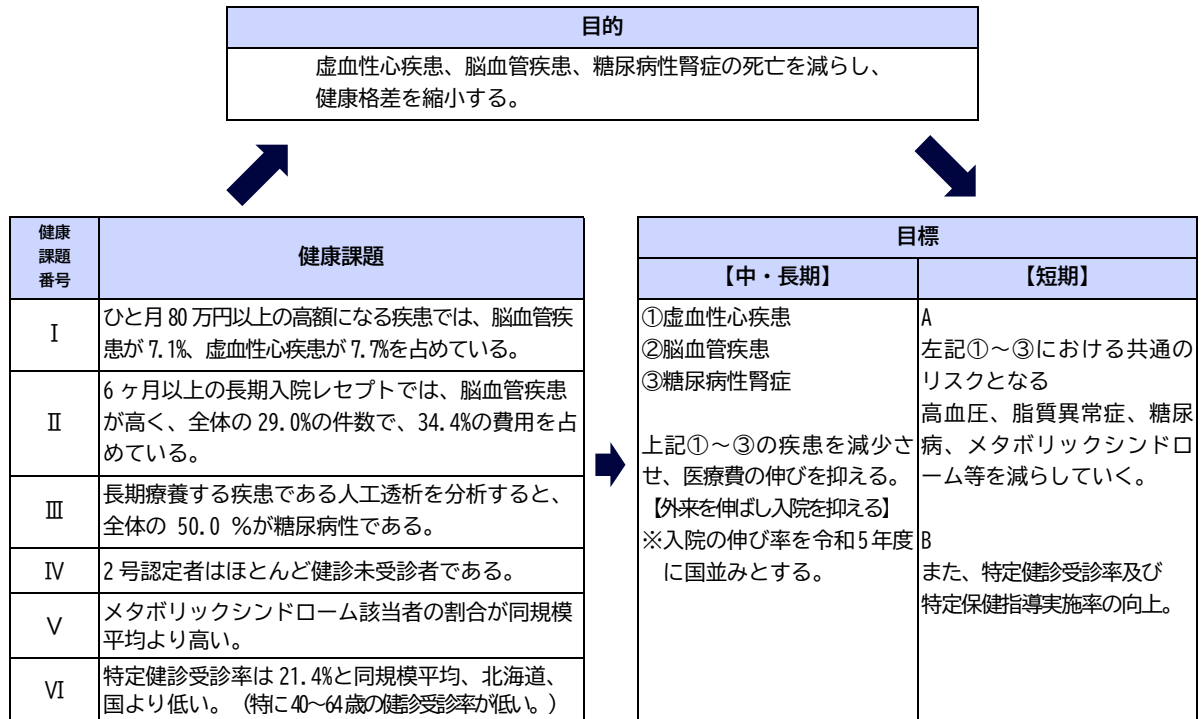 目的
虚血性心疾患、脳血管疾患、糖尿病性腎症の死亡を減らし、
健康格差を縮小する。
健康
課題
番号
健康課題
Ⅰ
ひと月80万円以上の高額になる疾患では、脳血管疾
患が7.1%、虚血性心疾患が7.7%を占めている。
Ⅱ
6ヶ月以上の長期入院レセプトでは、脳血管疾患
が高く、全体の29.0%の件数で、34.4%の費用を占
めている。
Ⅲ
長期療養する疾患である人工透析を分析すると、
全体の 50.0 %が糖尿病性である。
Ⅳ
2号認定者はほとんど健診未受診者である。
Ⅴ
メタボリックシンドローム該当者の割合が同規模
平均より高い。
Ⅵ
特定健診受診率は21.4%と同規模平均、北海道、
国より低い。（特に40～64歳の健診受診率が低い。）
目標
【中・長期】
①虚血性心疾患
②脳血管疾患
③糖尿病性腎症
上記①～③の疾患を減少さ
せ、医療費の伸びを抑える。
【外来を伸ばし入院を抑える】
※入院の伸び率を令和5年度
に国並みとする。
【短期】
A
左記①～③における共通の
リスクとなる
高血圧、脂質異常症、糖尿
病、メタボリックシンドロ
ーム等を減らしていく。
B
また、特定健診受診率及び
特定保健指導実施率の向上。